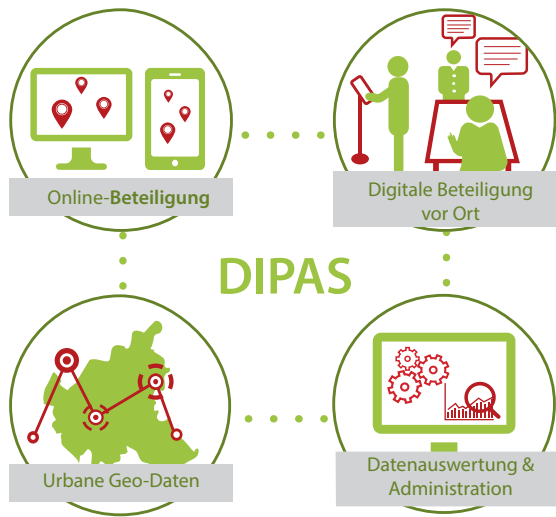 Online-Beteiligung
Digitale Beteiligung
vor Ort
DIPAS
Urbane Geo-Daten
Datenauswertung &
Administration